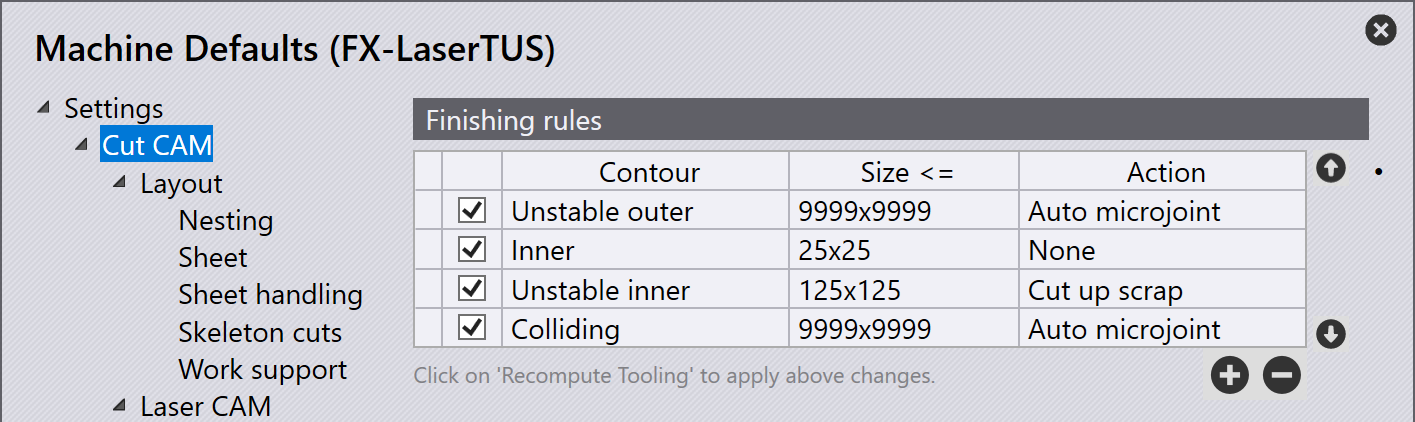 Machine Defaults (FX-LaserTUS)
Settings
Cut CAM
Layout
Nesting
Sheet
Sheet handling
Skeleton cuts
Work support
Laser CAM
Finishing rules
Contour Size <= Action
Unstable outer 9999x9999 Auto microjoint
Inner 25x25 None
Unstable inner 125x125 Cut up scrap
Colliding 9999x9999 Auto microjoint
Click on 'Recompute Tooling' to apply above changes.